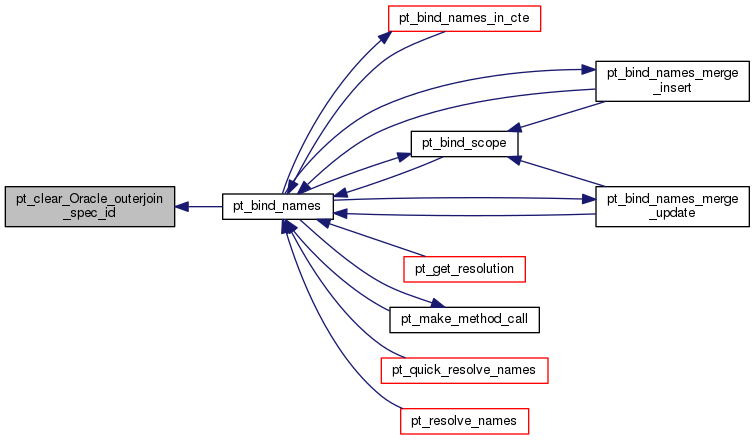 pt_bind_names_in_cte
pt_bind_names_merge
_insert
pt_bind_scope
pt_clear_Oracle_outerjoin
_spec_id
pt_bind_names
pt_bind_names_merge
_update
pt_get_resolution
pt_make_method_call
pt_quick_resolve_names
pt_resolve_names